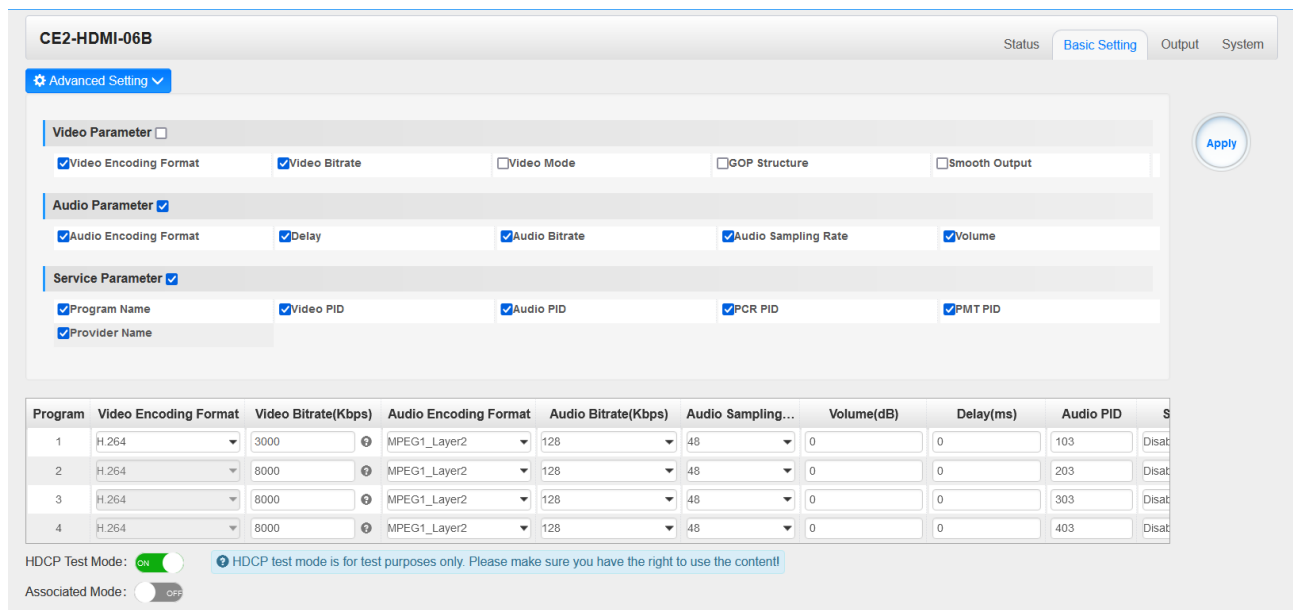 CE2-HDMI-06B
Status Basic Setting Output System
Advanced Setting
Video Parameter
Video Encoding Format Video Bitrate Video Mode GOP Structure Smooth Output
Apply
Audio Parameter
Audio Encoding Format Delay Audio Bitrate Audio Sampling Rate Volume
Service Parameter
Program Name Video PID Audio PID PCR PID PMT PID
Provider Name
Program Video Encoding Format Video Bitrate(Kbps) Audio Encoding Format Audio Bitrate(Kbps) Audio Sampling... Volume(dB) Delay(ms) Audio PID S
1 H.264 3000 MPEG1_Layer2 128 48 0 0 103 Disab
2 H.264 8000 MPEG1_Layer2 128 48 0 0 203 Disab
3 H.264 8000 MPEG1_Layer2 128 48 0 0 303 Disab
4 H.264 8000 MPEG1_Layer2 128 48 0 0 403 Disab
HDCP Test Mode: ON HDCP test mode is for test purposes only. Please make sure you have the right to use the content!
Associated Mode: OFF